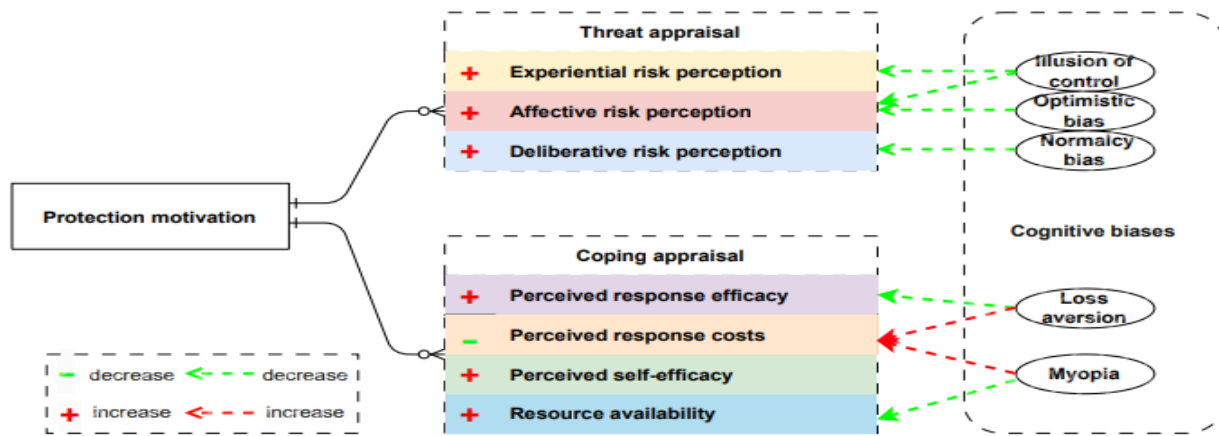 Threat appraisal
+ Experiential risk perception
+ Affective risk perception
+ Deliberative risk perception
Illusion of
control
Optimistic
bias
Normalcy
bias
Protection motivation
Cognitive biases
Coping appraisal
+ Perceived response efficacy
- Perceived response costs
+ Perceived self-efficacy
+ Resource availability
Loss
aversion
Myopia
- decrease decrease
+ increase increase